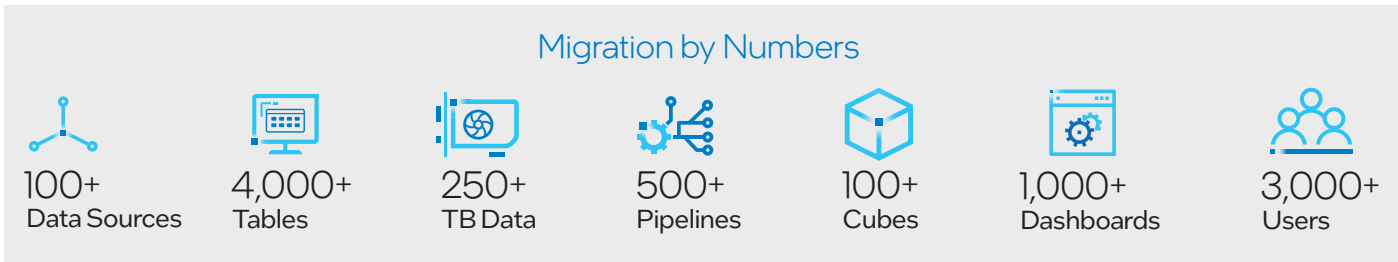 Migration by Numbers
100+
Data Sources
4,000+
Tables
250+
TB Data
500+
Pipelines
100+
Cubes
1,000+
Dashboards
3,000+
Users